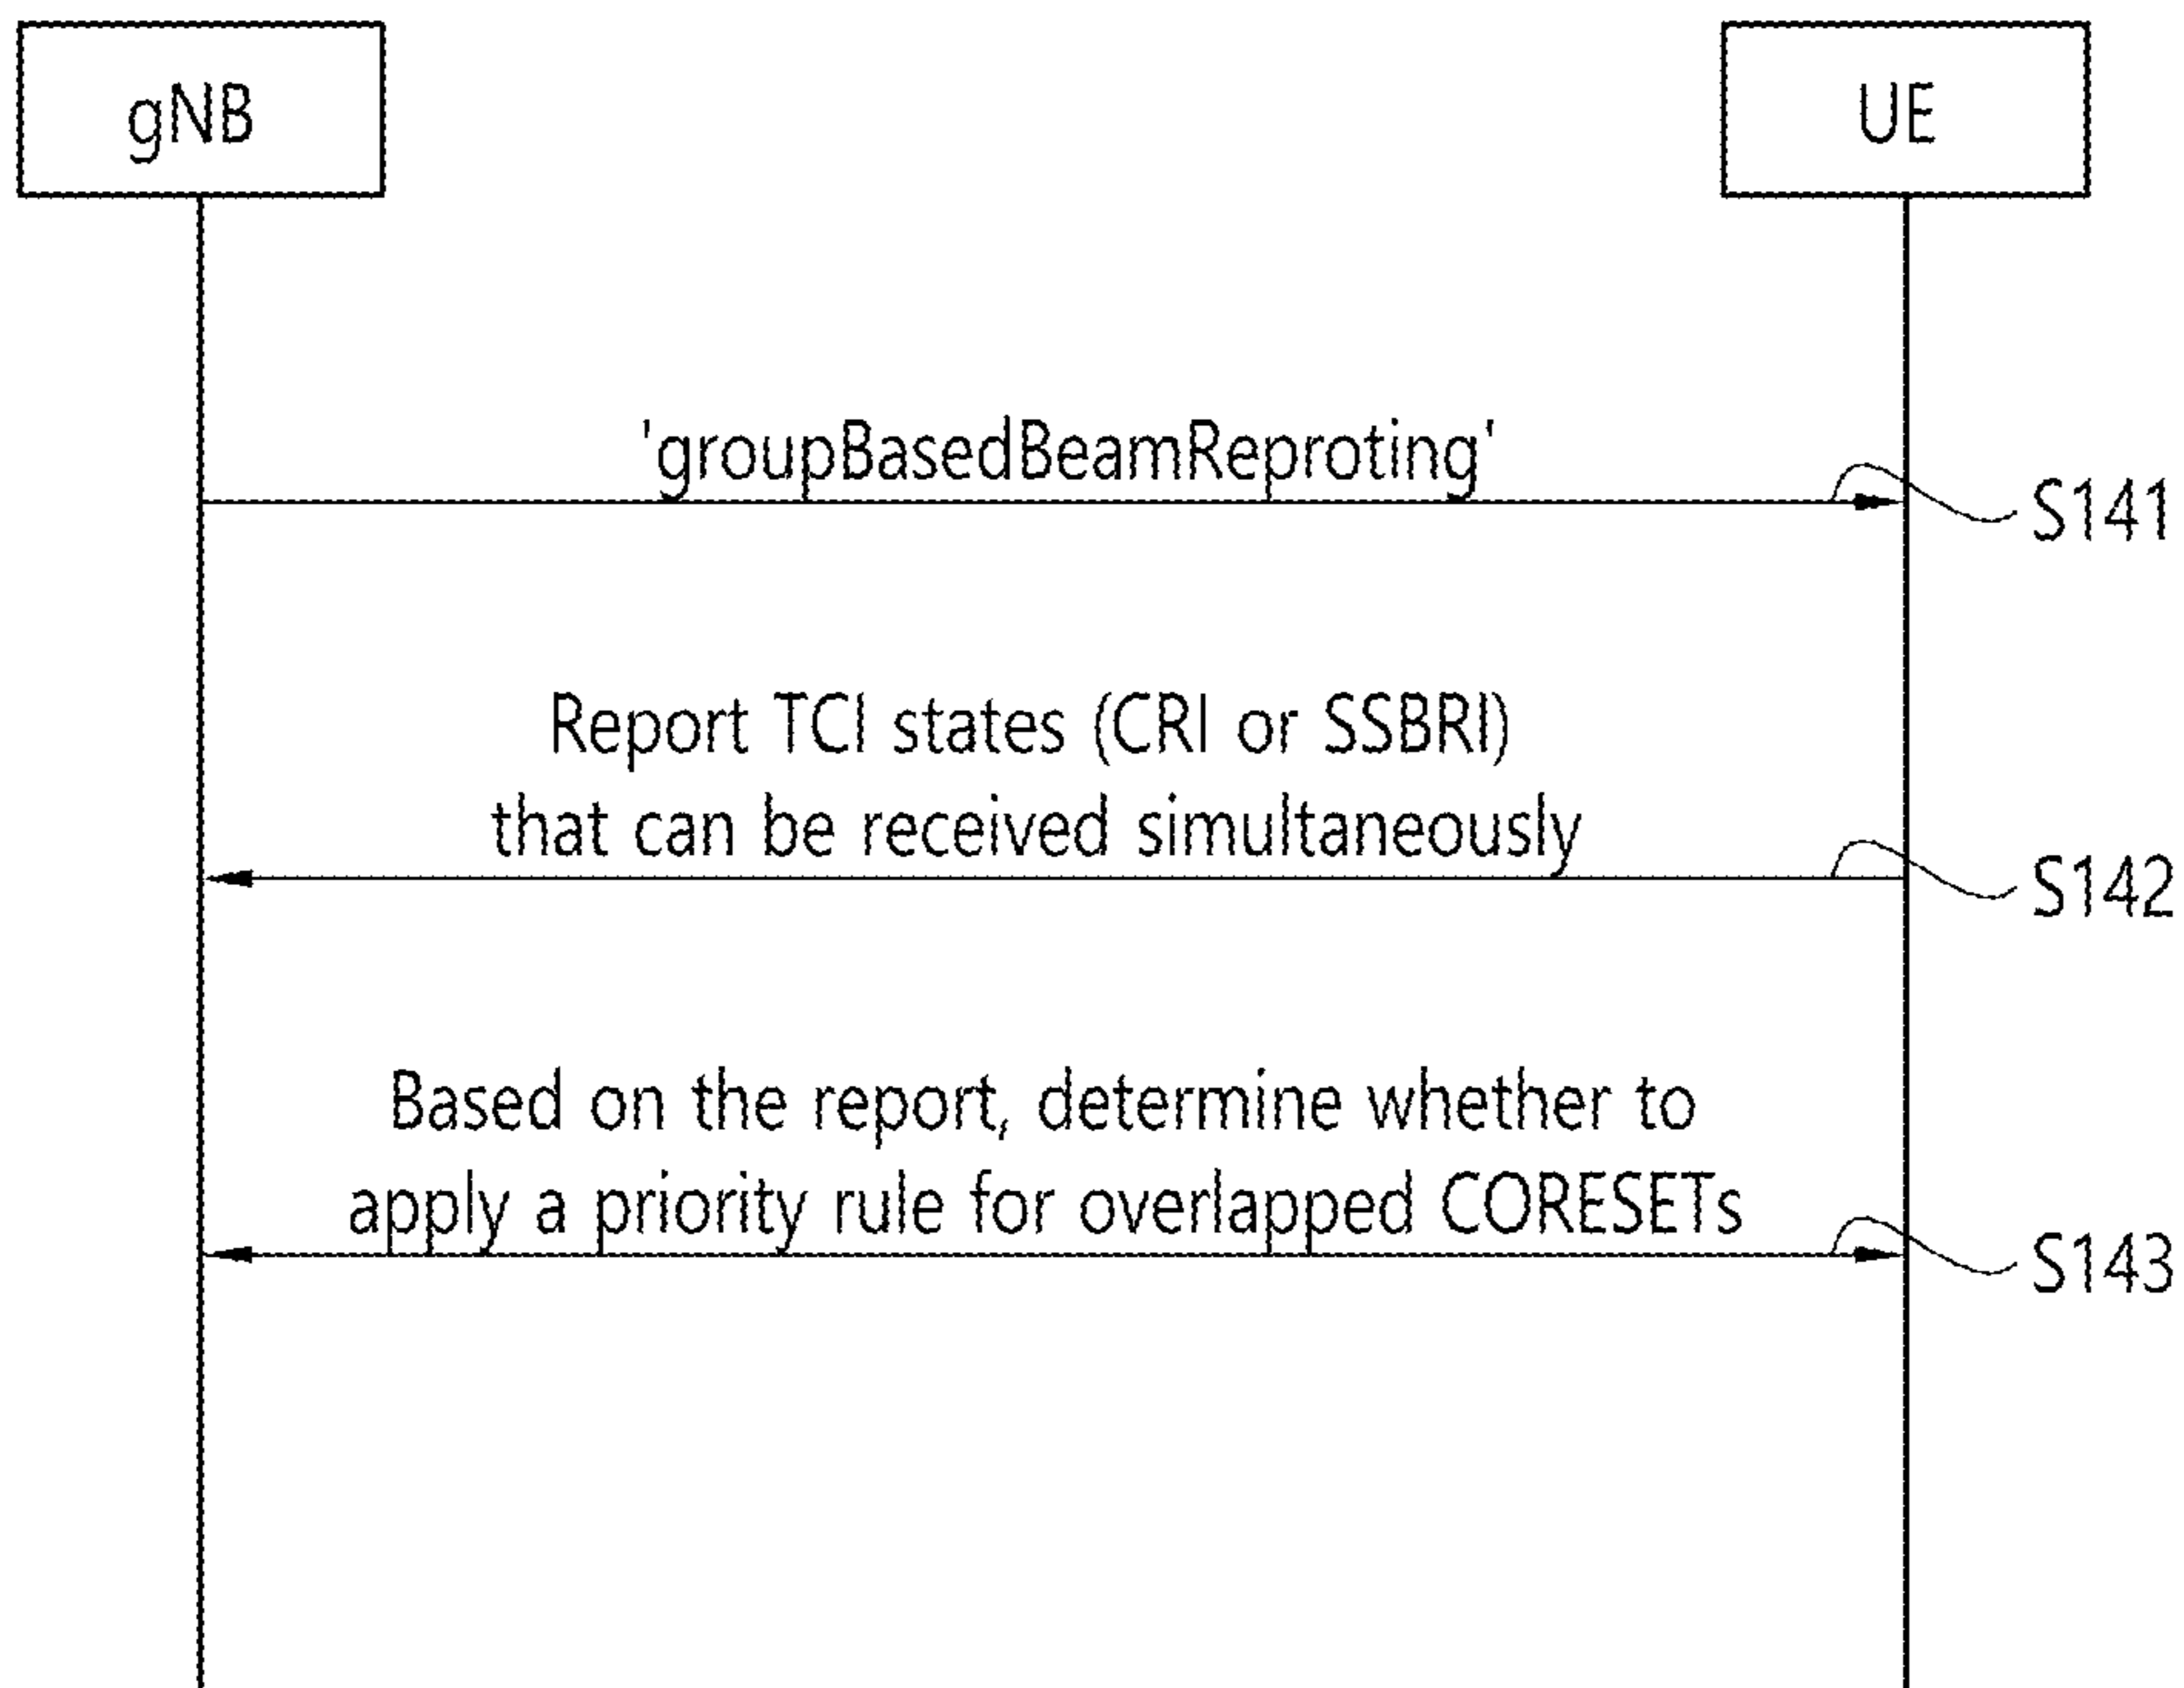 gNB
UE
'groupBasedBeamReproting'
S141
Report TCI states (CRI or SSBRI)
that can be received simultaneously
S142
Based on the report, determine whether to
apply a priority rule for overlapped CORESETs
S143